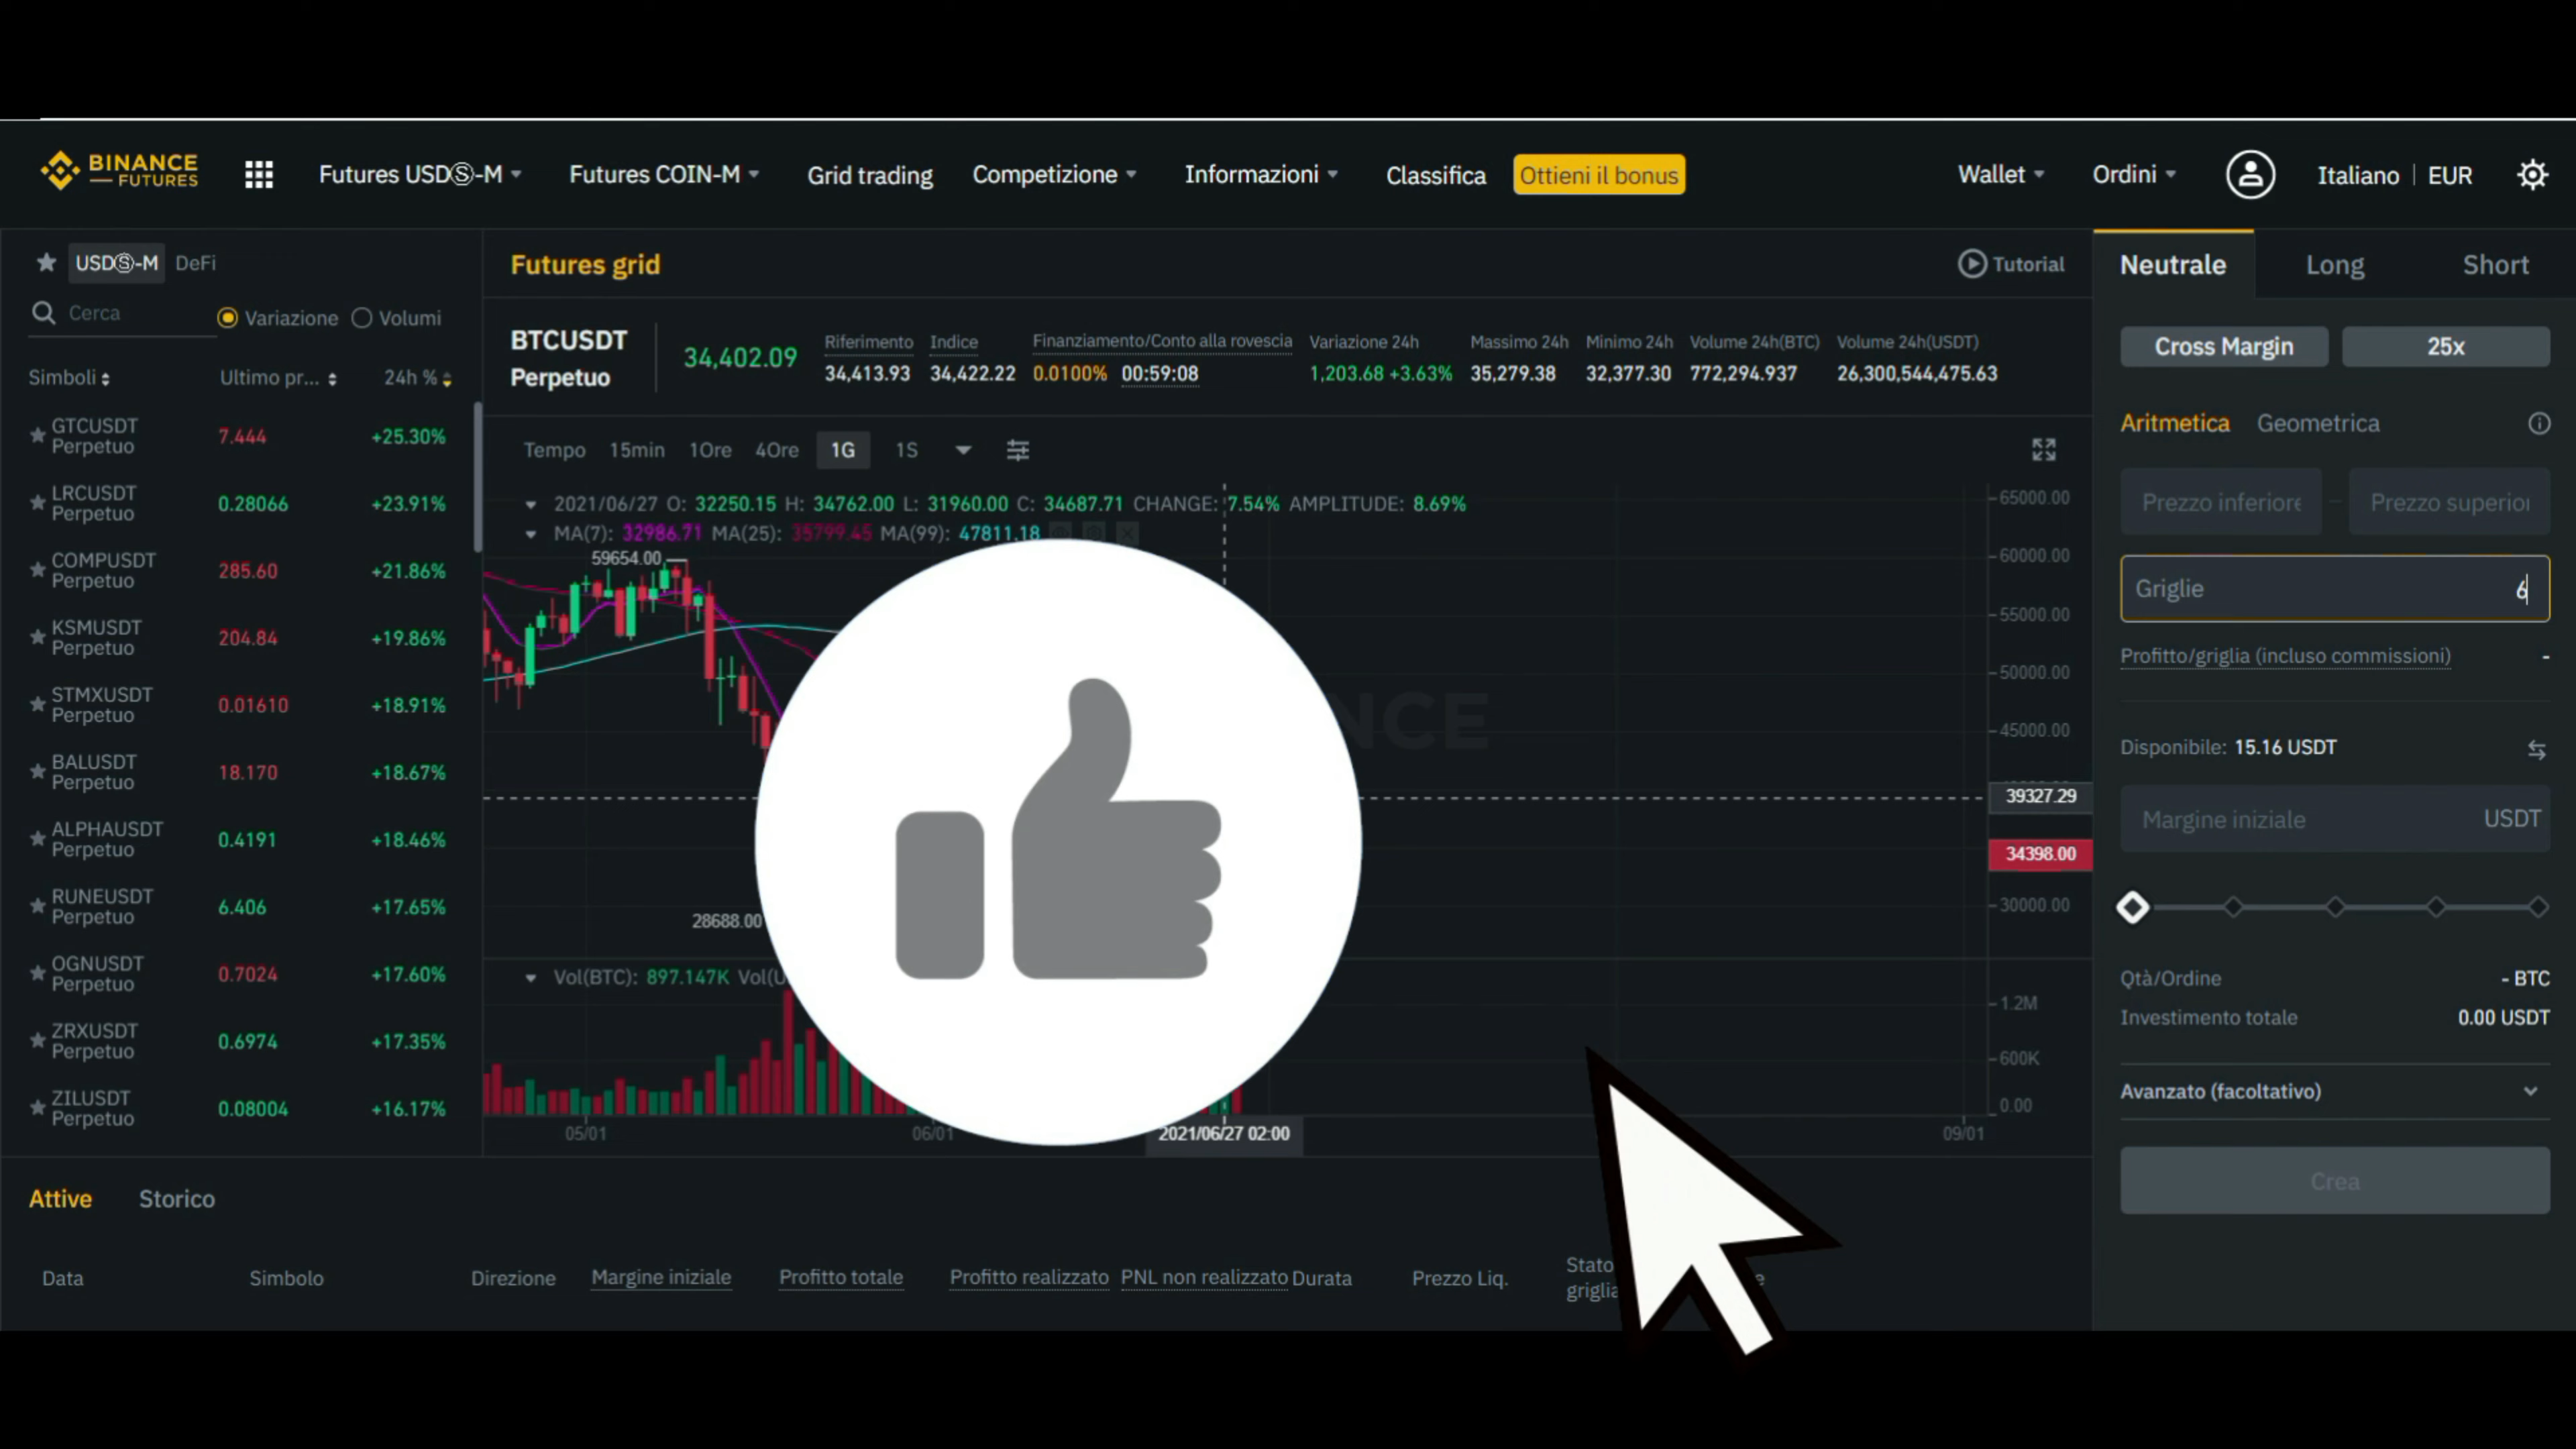 BINANCE FUTURES
Futures USDⓈ-M Futures COIN-M Grid trading Competizione Informazioni Classifica Ottieni il bonus Wallet Ordini Italiano EUR
USDⓈ-M DeFi
Cerca Variazione Volumi
Simboli Ultimo pr... 24h %
GTCUSDT 7.444 +25.30%
Perpetuo
LRCUSDT 0.28066 +23.91%
Perpetuo
COMPUSDT 285.60 +21.86%
Perpetuo
KSMUSDT 204.84 +19.86%
Perpetuo
STMXUSDT 0.01610 +18.91%
Perpetuo
BALUSDT 18.170 +18.67%
Perpetuo
ALPHAUSDT 0.4191 +18.46%
Perpetuo
RUNEUSDT 6.406 +17.65%
Perpetuo
OGNUSDT 0.7024 +17.60%
Perpetuo
ZRXUSDT 0.6974 +17.35%
Perpetuo
ZILUSDT 0.08004 +16.17%
Perpetuo
Futures grid Tutorial
BTCUSDT
Perpetuo
34,402.09
Riferimento Indice Finanziamento/Conto alla rovescia Variazione 24h Massimo 24h Minimo 24h Volume 24h(BTC) Volume 24h(USDT)
34,413.93 34,422.22 0.0100% 00:59:08 1,203.68 +3.63% 35,279.38 32,377.30 772,294.937 26,300,544,475.63
Tempo 15min 1Ore 4Ore 1G 1S
2021/06/27 O: 32250.15 H: 34762.00 L: 31960.00 C: 34687.71 CHANGE: 7.54% AMPLITUDE: 8.69%
MA(7): 32986.71 MA(25): 35799.45 MA(99): 47811.18
59654.00
28688.00
65000.00
60000.00
55000.00
50000.00
45000.00
39327.29
34398.00
30000.00
Vol(BTC): 897.147K
1.2M
600K
0.00
05/01 06/01 2021/06/27 02:00 09/01
Neutrale Long Short
Cross Margin 25x
Aritmetica Geometrica
Prezzo inferiore - Prezzo superior
Griglie 6
Profitto/griglia (incluso commissioni) -
Disponibile: 15.16 USDT
Margine iniziale USDT
Qtà/Ordine - BTC
Investimento totale 0.00 USDT
Avanzato (facoltativo)
Crea
Attive Storico
Data Simbolo Direzione Margine iniziale Profitto totale Profitto realizzato PNL non realizzato Durata Prezzo Liq. Stato